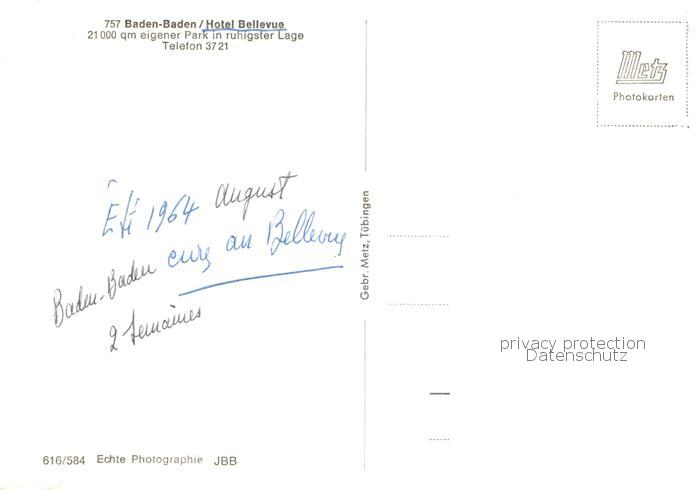 757 Baden-Baden / Hotel Bellevue
21 000 qm eigener Park in ruhigster Lage
Telefon 37 21
Metz
Photokarten
Été 1964 August
Baden-Baden cure au Bellevue
2 Semaines
Gebr. Metz, Tübingen
privacy protection
Datenschutz
616/584 Echte Photographie JBB